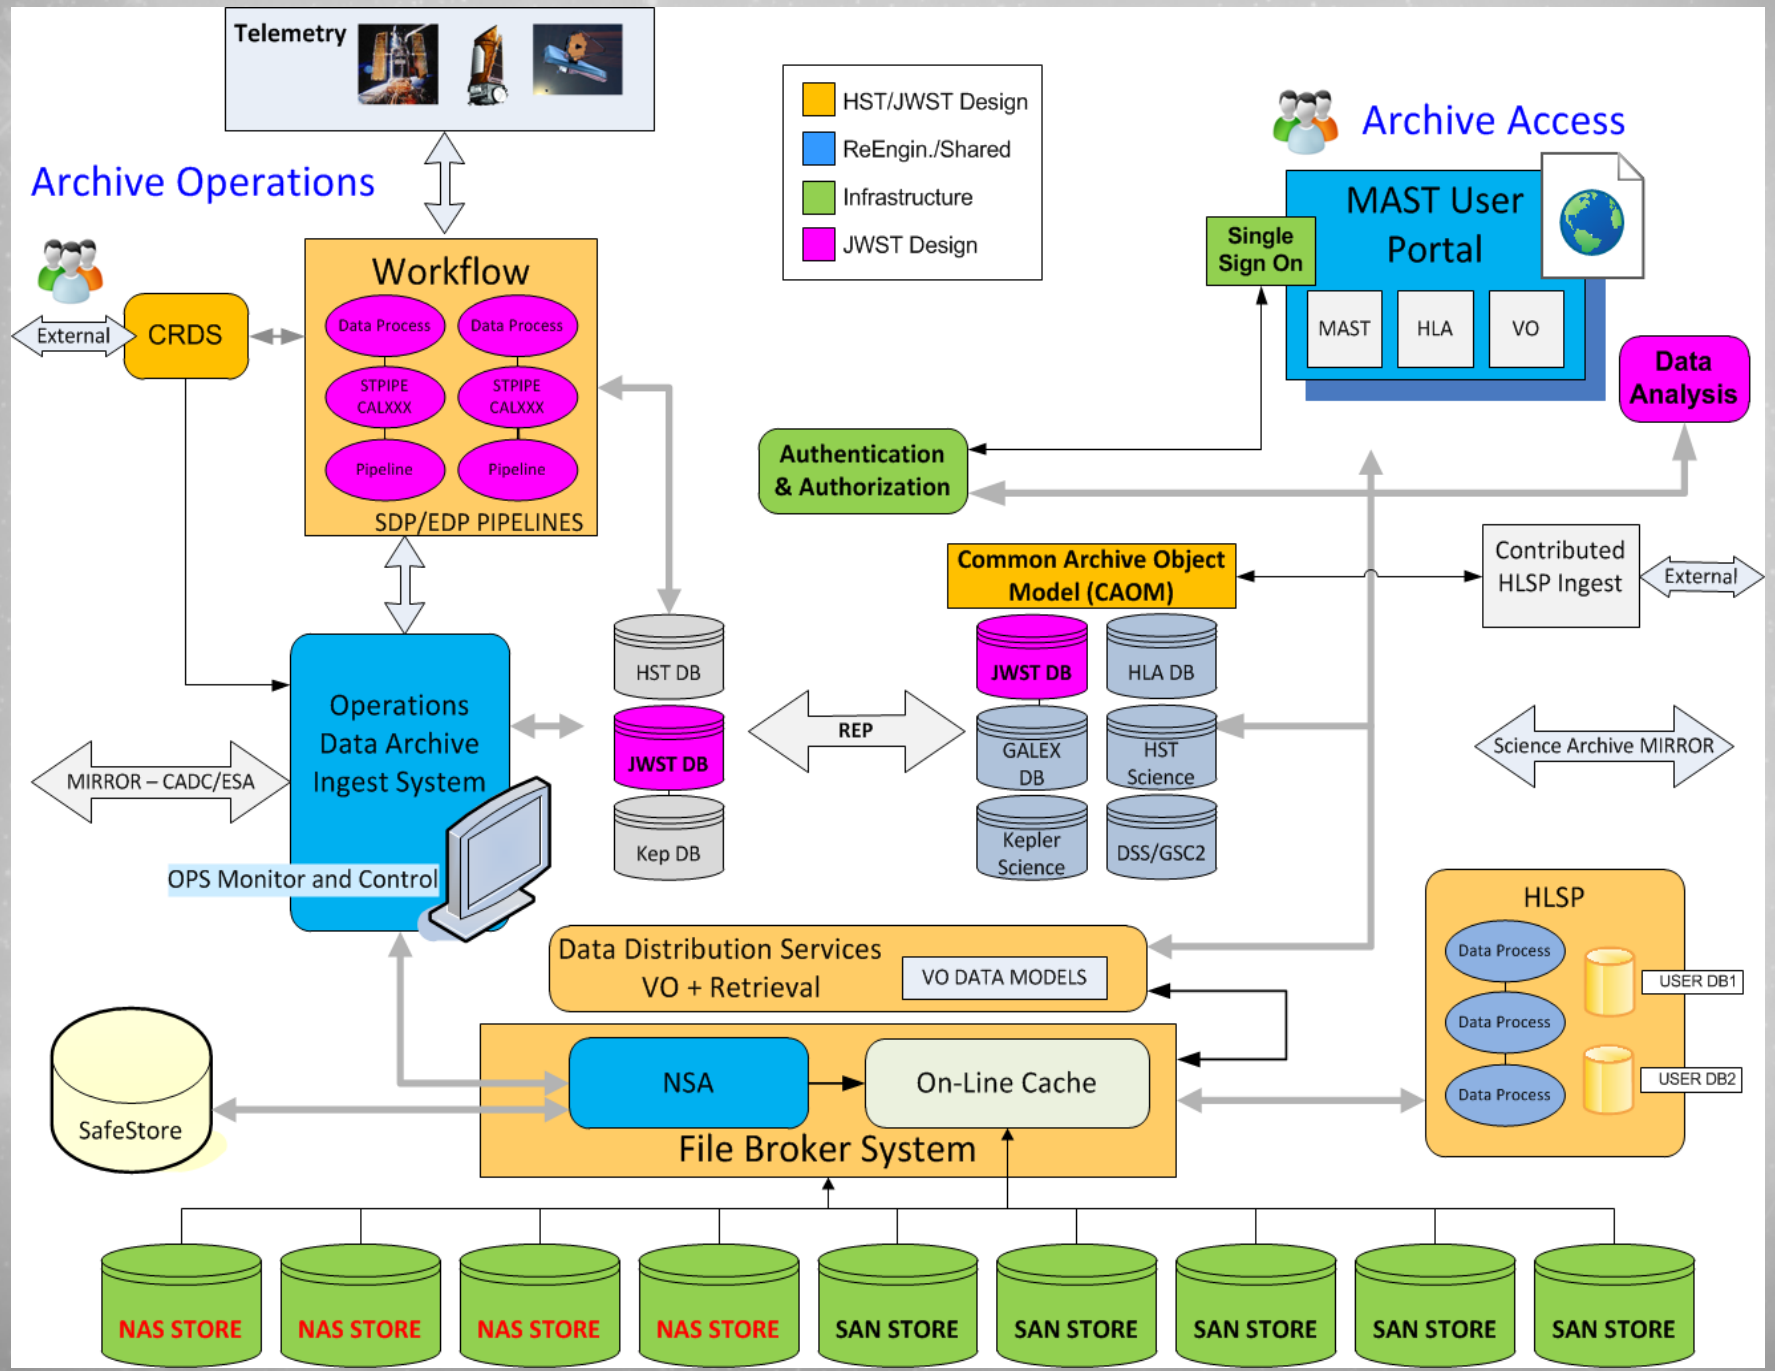 Telemetry
HST/JWST Design
ReEngin./Shared
Infrastructure
JWST Design
Archive Access
Archive Operations
MAST User
Portal
Single
Sign On
MAST
HLA
VO
Data
Analysis
External
CRDS
Workflow
Data Process
Data Process
STPIPE
CALXXX
STPIPE
CALXXX
Pipeline
Pipeline
SDP/EDP PIPELINES
Authentication
& Authorization
Common Archive Object
Model (CAOM)
Contributed
HLSP Ingest
External
Operations
Data Archive
Ingest System
MIRROR – CADC/ESA
OPS Monitor and Control
HST DB
JWST DB
Kep DB
REP
JWST DB
HLA DB
GALEX
DB
HST
Science
Kepler
Science
DSS/GSC2
Science Archive MIRROR
Data Distribution Services
VO + Retrieval
VO DATA MODELS
HLSP
Data Process
Data Process
Data Process
USER DB1
USER DB2
SafeStore
NSA
On-Line Cache
File Broker System
NAS STORE
NAS STORE
NAS STORE
NAS STORE
SAN STORE
SAN STORE
SAN STORE
SAN STORE
SAN STORE